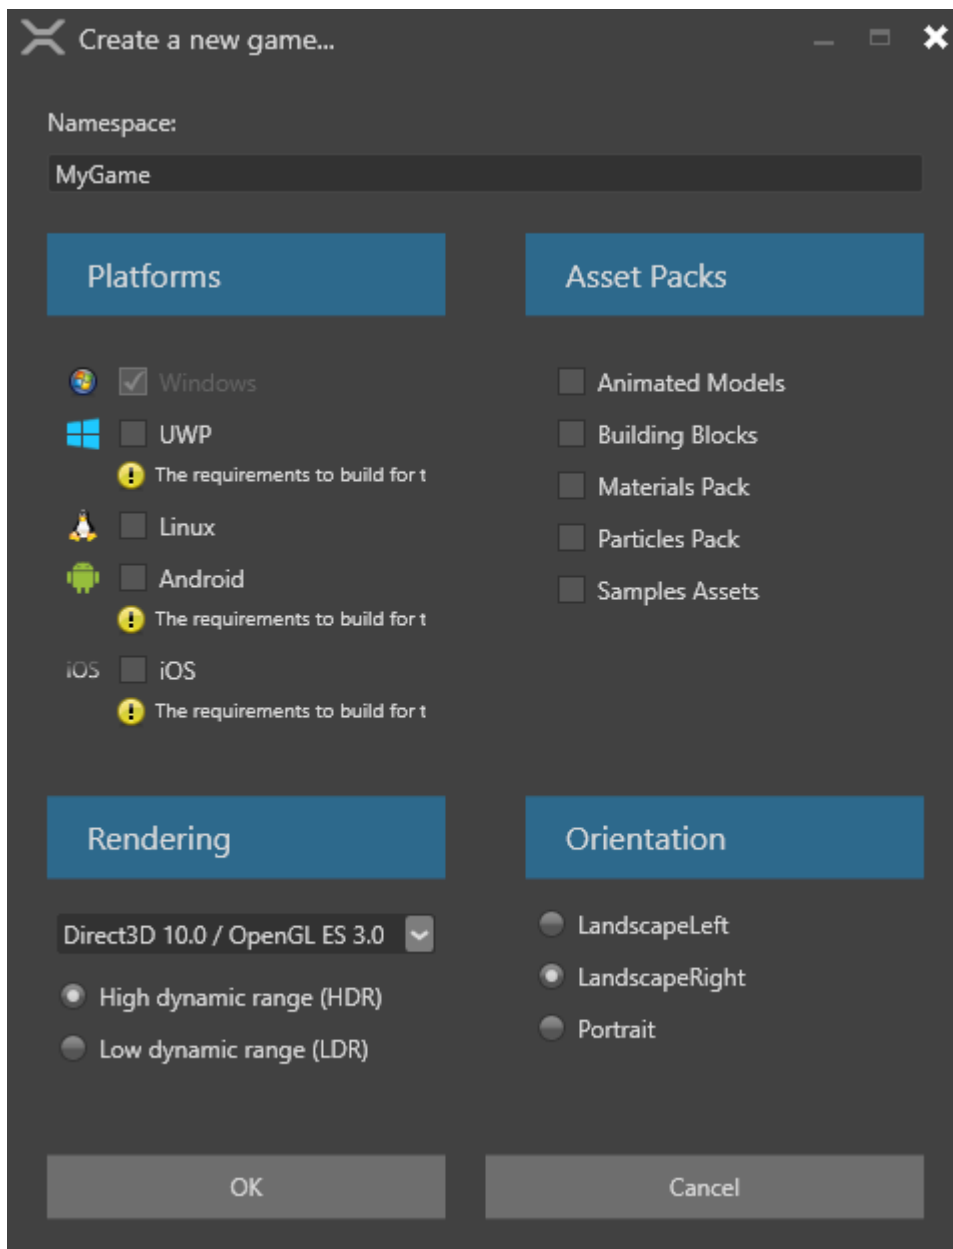 Create a new game...
Namespace:
MyGame
Platforms
Windows
UWP
The requirements to build for t
Linux
Android
The requirements to build for t
iOS iOS
The requirements to build for t
Asset Packs
Animated Models
Building Blocks
Materials Pack
Particles Pack
Samples Assets
Rendering
Direct3D 10.0 / OpenGL ES 3.0
High dynamic range (HDR)
Low dynamic range (LDR)
Orientation
LandscapeLeft
LandscapeRight
Portrait
OK
Cancel